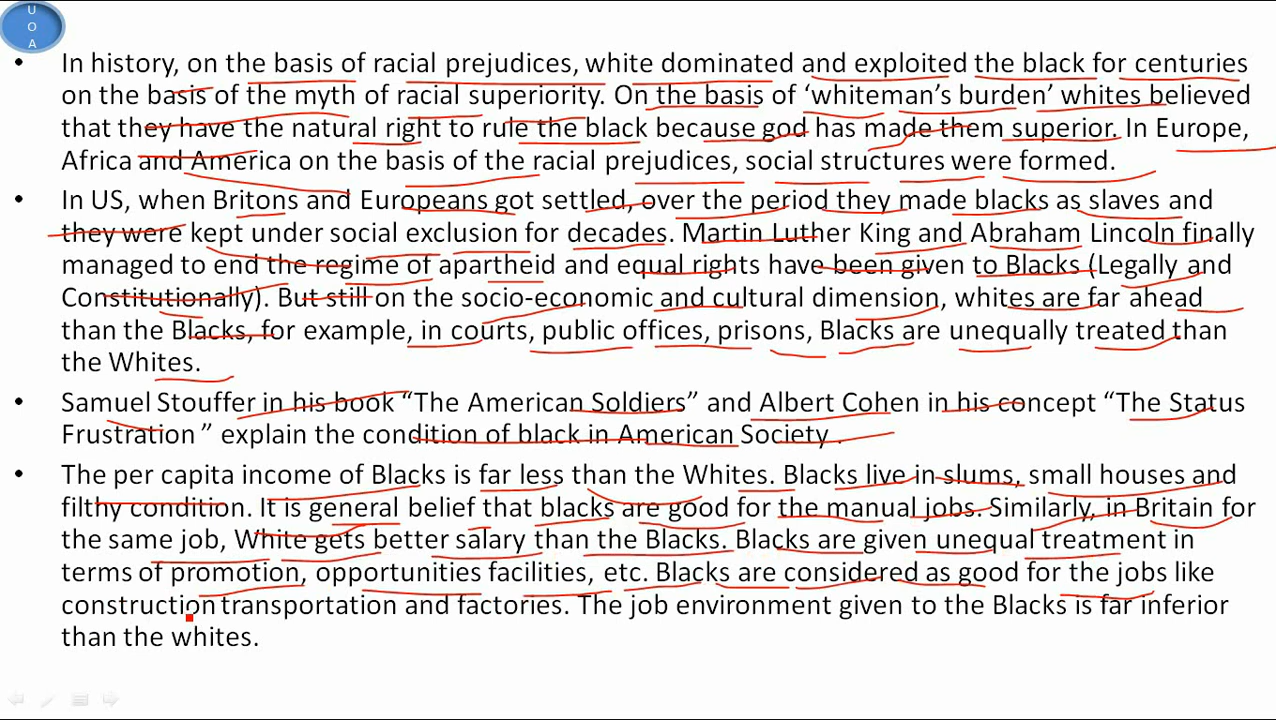 U
O
A
• In history, on the basis of racial prejudices, white dominated and exploited the black for centuries
on the basis of the myth of racial superiority. On the basis of ‘whiteman’s burden’ whites believed
that they have the natural right to rule the black because god has made them superior. In Europe,
Africa and America on the basis of the racial prejudices, social structures were formed.
• In US, when Britons and Europeans got settled, over the period they made blacks as slaves and
they were kept under social exclusion for decades. Martin Luther King and Abraham Lincoln finally
managed to end the regime of apartheid and equal rights have been given to Blacks (Legally and
Constitutionally). But still on the socio-economic and cultural dimension, whites are far ahead
than the Blacks, for example, in courts, public offices, prisons, Blacks are unequally treated than
the Whites.
• Samuel Stouffer in his book “The American Soldiers” and Albert Cohen in his concept “The Status
Frustration ” explain the condition of black in American Society .
• The per capita income of Blacks is far less than the Whites. Blacks live in slums, small houses and
filthy condition. It is general belief that blacks are good for the manual jobs. Similarly, in Britain for
the same job, White gets better salary than the Blacks. Blacks are given unequal treatment in
terms of promotion, opportunities facilities, etc. Blacks are considered as good for the jobs like
construction transportation and factories. The job environment given to the Blacks is far inferior
than the whites.